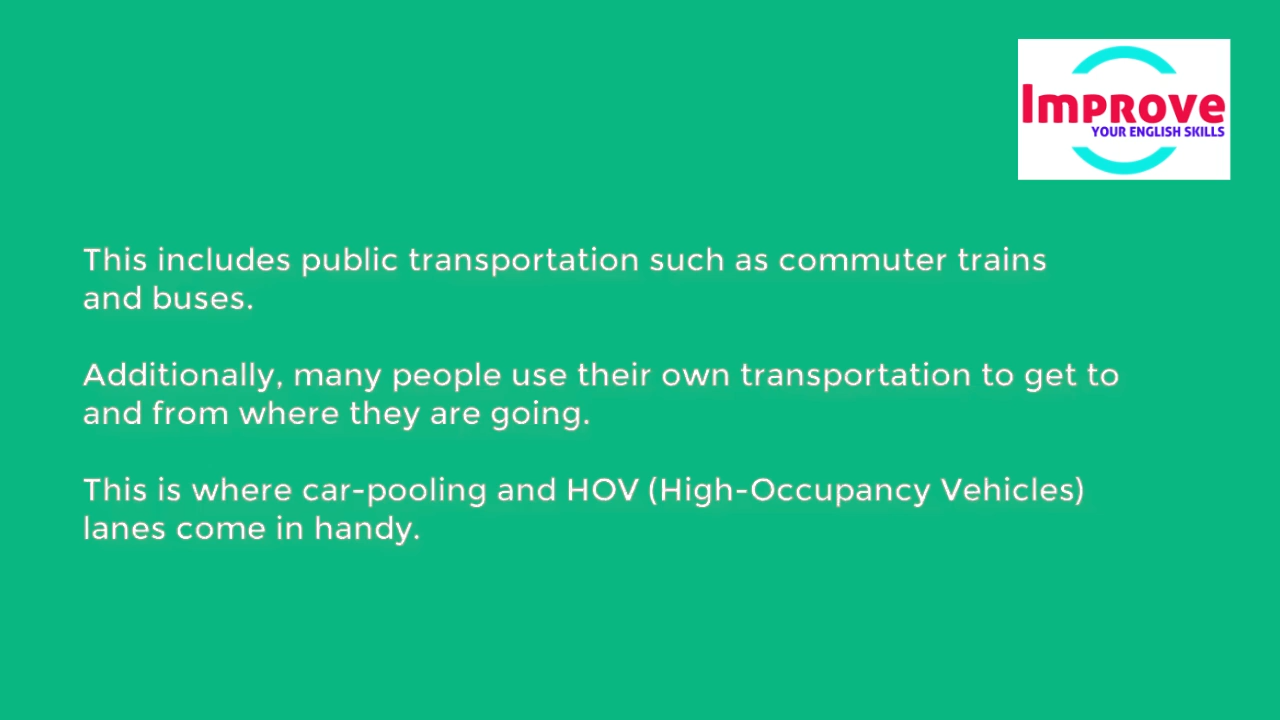 Improve
YOUR ENGLISH SKILLS
This includes public transportation such as commuter trains
and buses.
Additionally, many people use their own transportation to get to
and from where they are going.
This is where car-pooling and HOV (High-Occupancy Vehicles)
lanes come in handy.